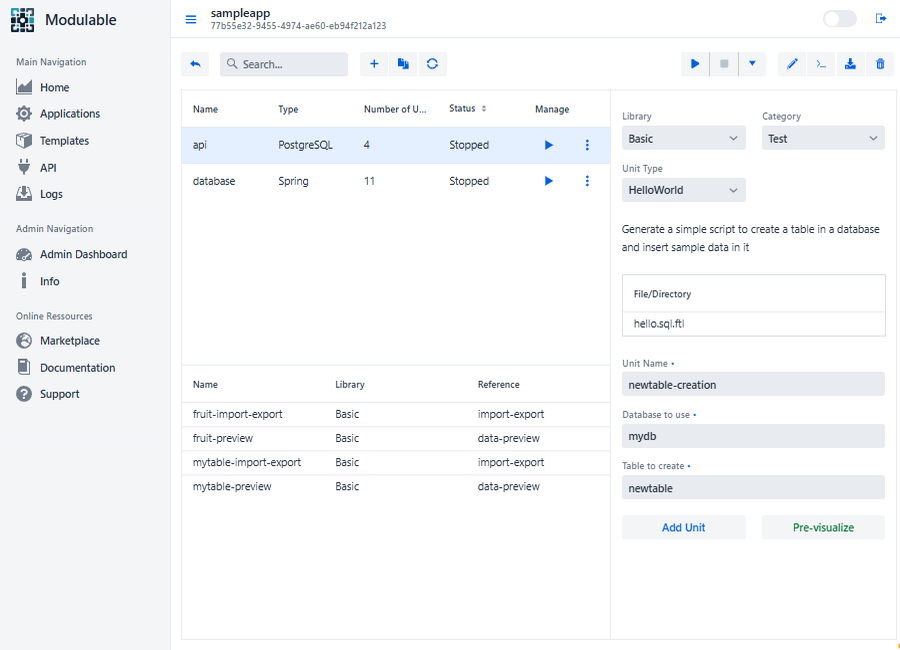 Modulable
sampleapp
77b55e32-9455-4974-ae60-eb94f212a123
Main Navigation
Home
Applications
Templates
API
Logs
Admin Navigation
Admin Dashboard
Info
Online Ressources
Marketplace
Documentation
Support
Search...
Name Type Number of U... Status Manage
api PostgreSQL 4 Stopped
database Spring 11 Stopped
Name Library Reference
fruit-import-export Basic import-export
fruit-preview Basic data-preview
mytable-import-export Basic import-export
mytable-preview Basic data-preview
Library Category
Basic Test
Unit Type
HelloWorld
Generate a simple script to create a table in a database
and insert sample data in it
File/Directory
hello.sql.ftl
Unit Name •
newtable-creation
Database to use •
mydb
Table to create •
newtable
Add Unit Pre-visualize